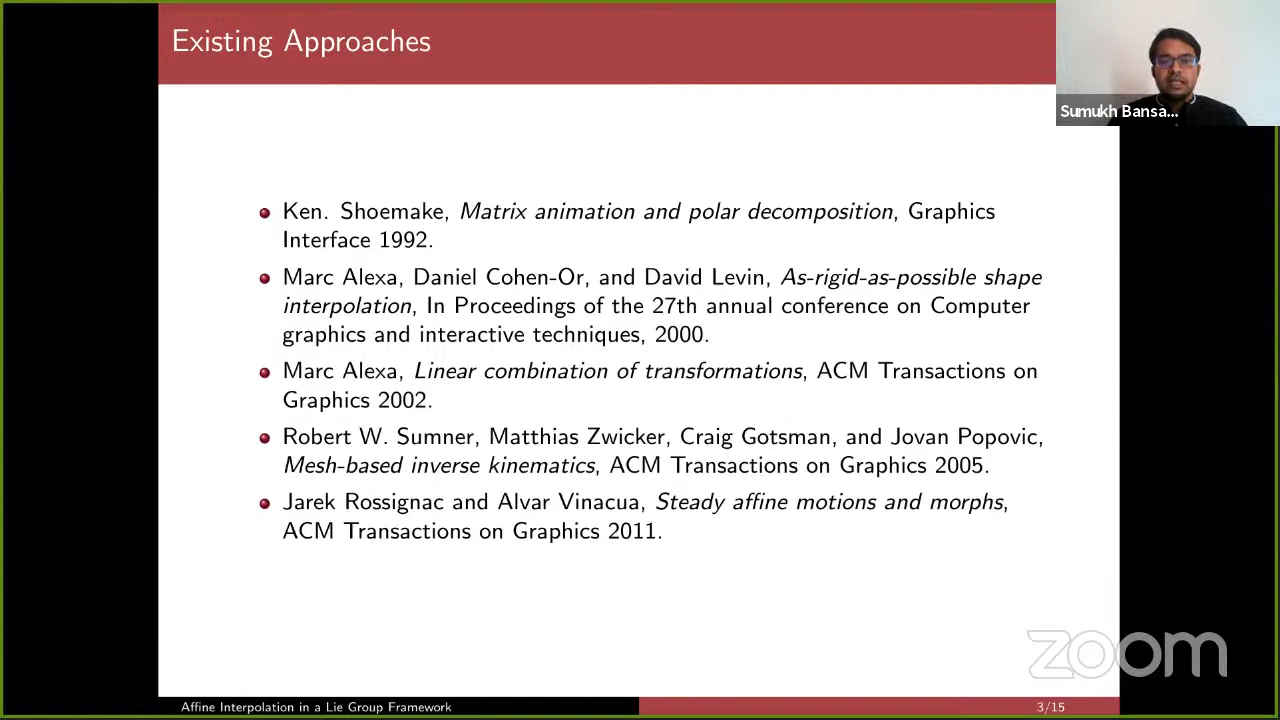 Existing Approaches
Sumukh Bansa...
Ken. Shoemake, Matrix animation and polar decomposition, Graphics
Interface 1992.
Marc Alexa, Daniel Cohen-Or, and David Levin, As-rigid-as-possible shape
interpolation, In Proceedings of the 27th annual conference on Computer
graphics and interactive techniques, 2000.
Marc Alexa, Linear combination of transformations, ACM Transactions on
Graphics 2002.
Robert W. Sumner, Matthias Zwicker, Craig Gotsman, and Jovan Popovic,
Mesh-based inverse kinematics, ACM Transactions on Graphics 2005.
Jarek Rossignac and Alvar Vinacua, Steady affine motions and morphs,
ACM Transactions on Graphics 2011.
zoom
Affine Interpolation in a Lie Group Framework
3/15